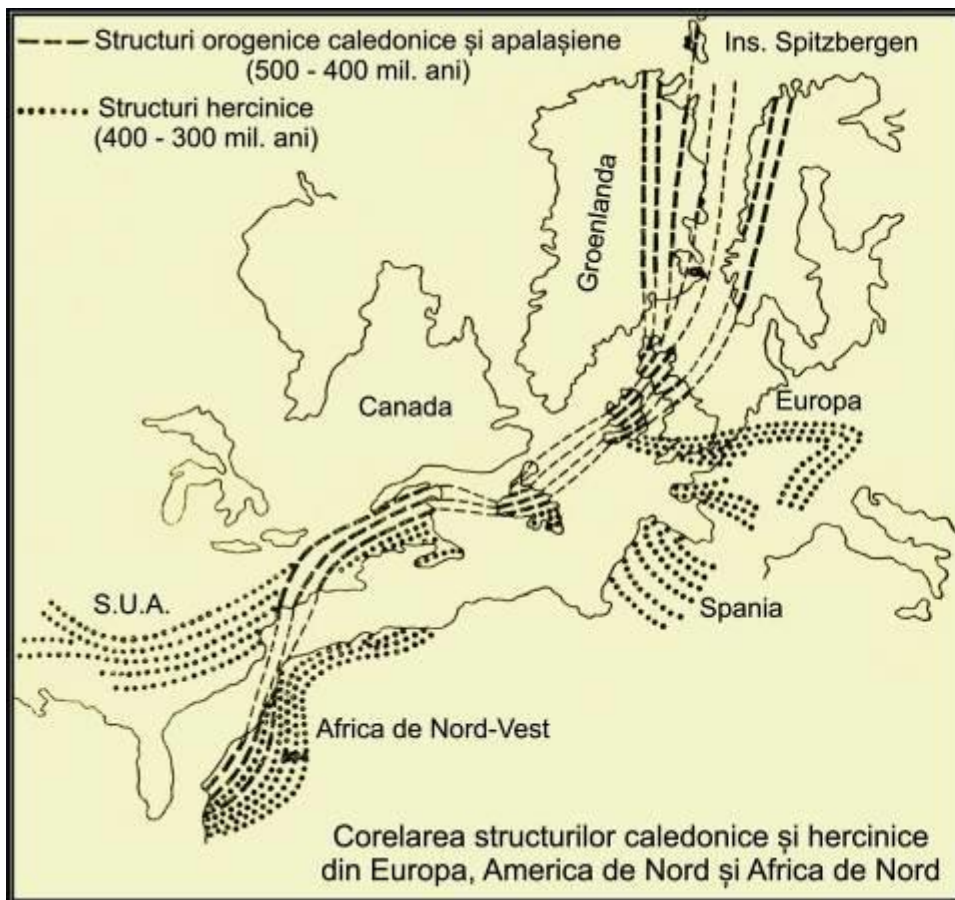 Structuri orogenice caledonice și apalașiene
(500 - 400 mil. ani)
Ins. Spitzbergen
Structuri hercinice
(400 - 300 mil. ani)
Groenlanda
Canada
Europa
S.U.A.
Spania
Africa de Nord-Vest
Corelarea structurilor caledonice și hercinice
din Europa, America de Nord și Africa de Nord